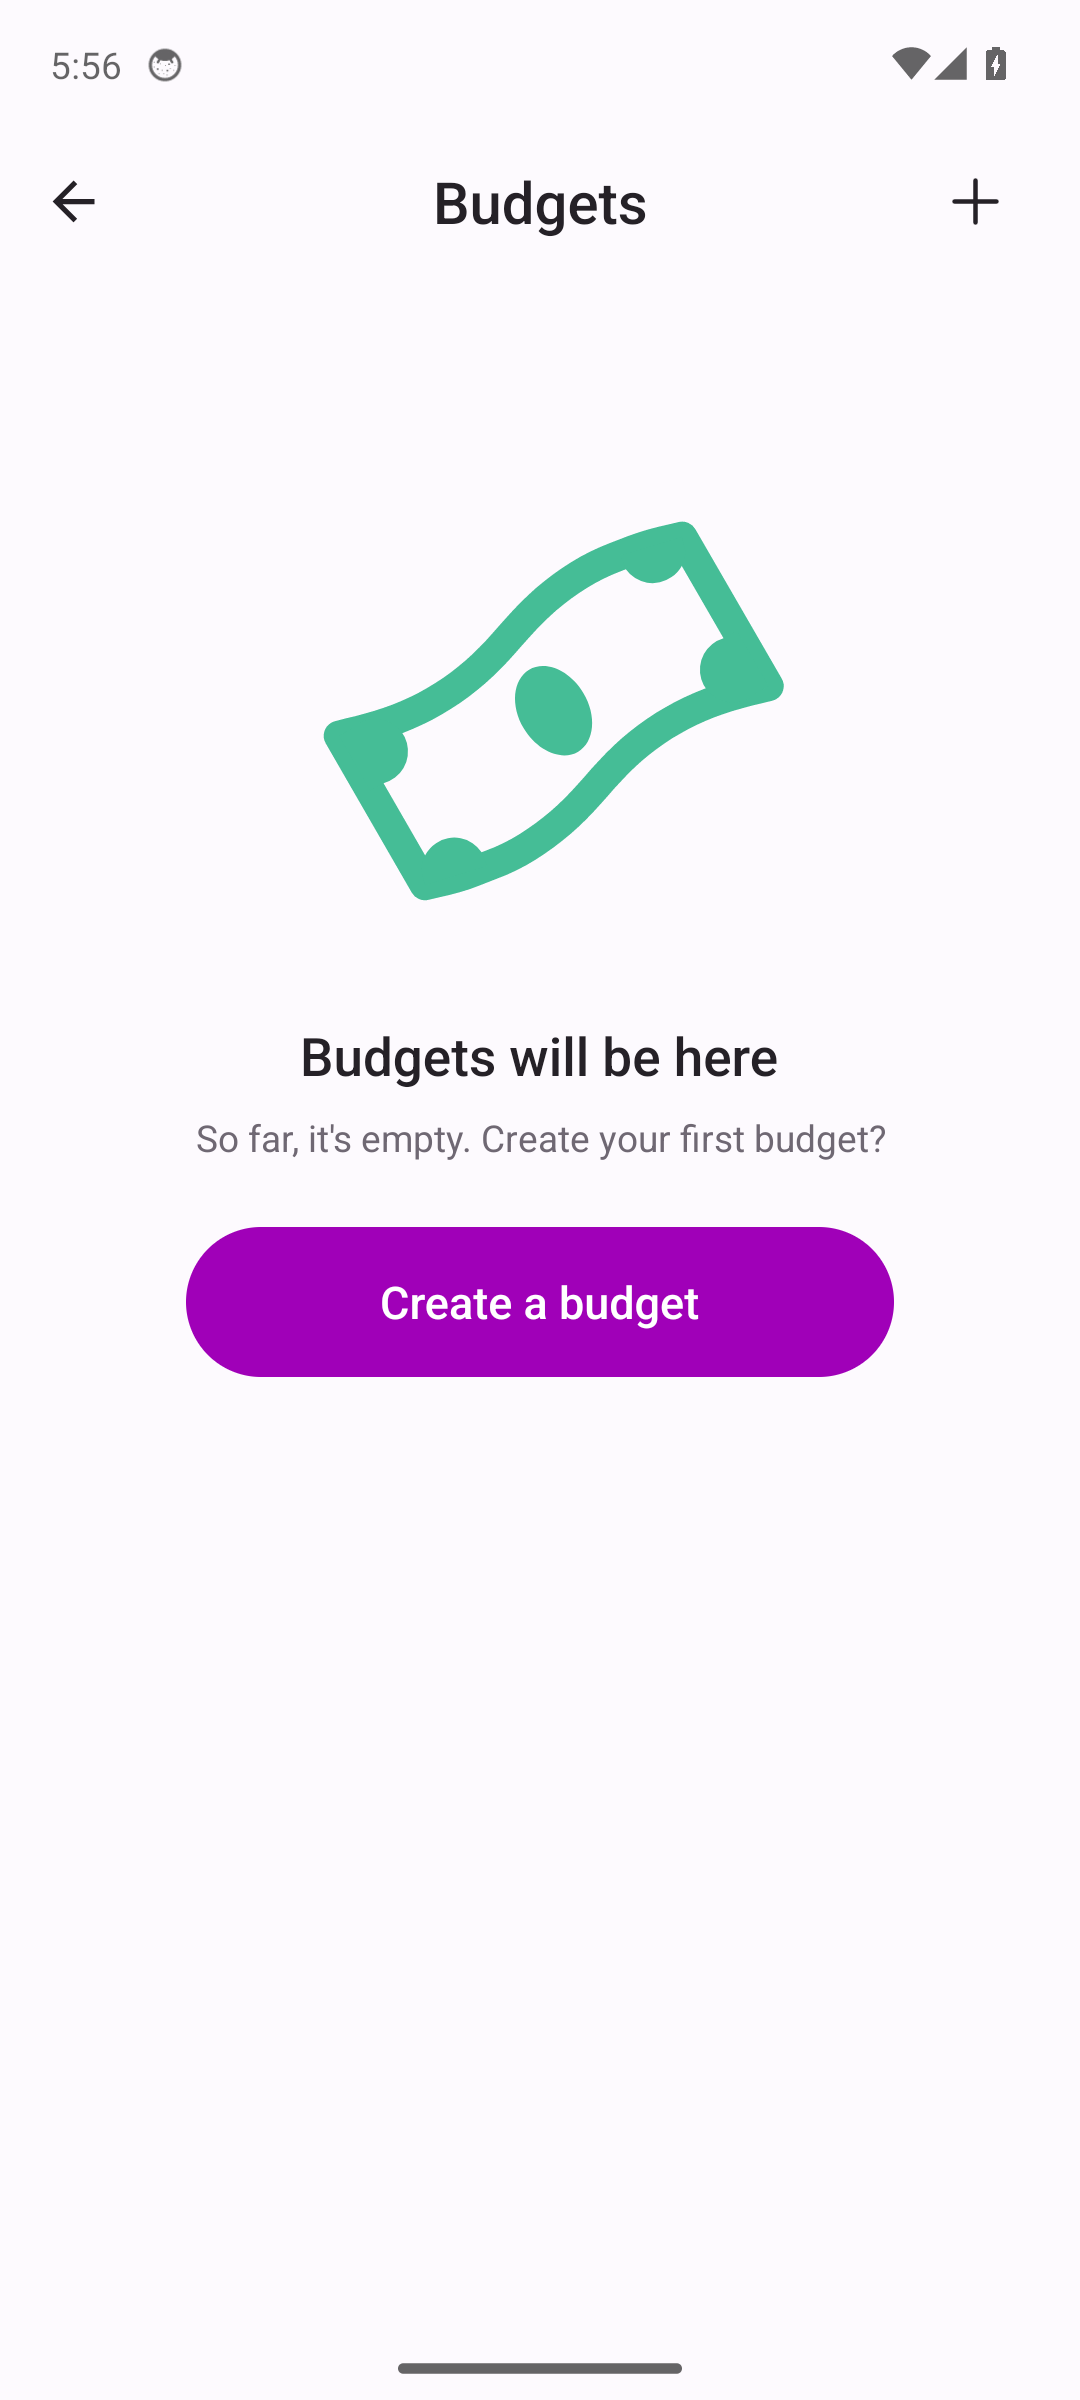 5:56
Budgets
Budgets will be here
So far, it's empty. Create your first budget?
Create a budget